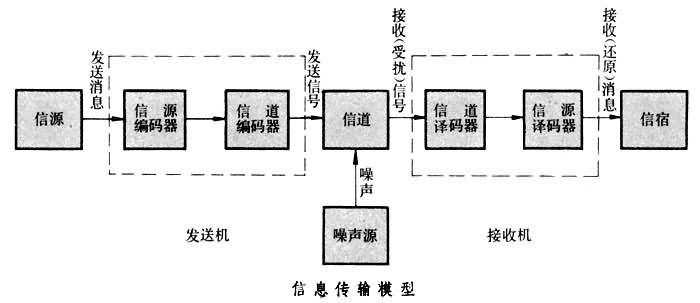 发送消息
发送信号
接收(受扰)信号
接收(还原)消息
信源
信源
编码器
信道
编码器
信道
信道
译码器
信源
译码器
信宿
噪声
噪声源
发送机
接收机
信息传输模型